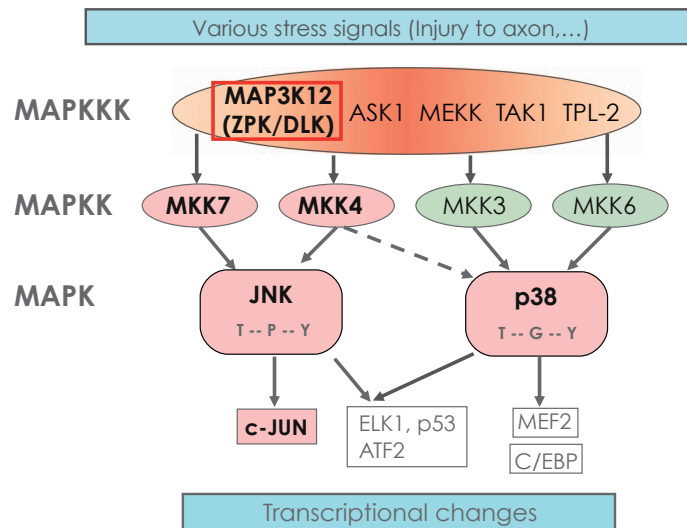 Various stress signals (Injury to axon,...)
MAPKKK
MAP3K12
(ZPK/DLK)
ASK1 MEKK TAK1 TPL-2
MAPKK
MKK7
MKK4
MKK3
MKK6
MAPK
JNK
T -- P -- Y
p38
T -- G -- Y
c-JUN
ELK1, p53
ATF2
MEF2
C/EBP
Transcriptional changes